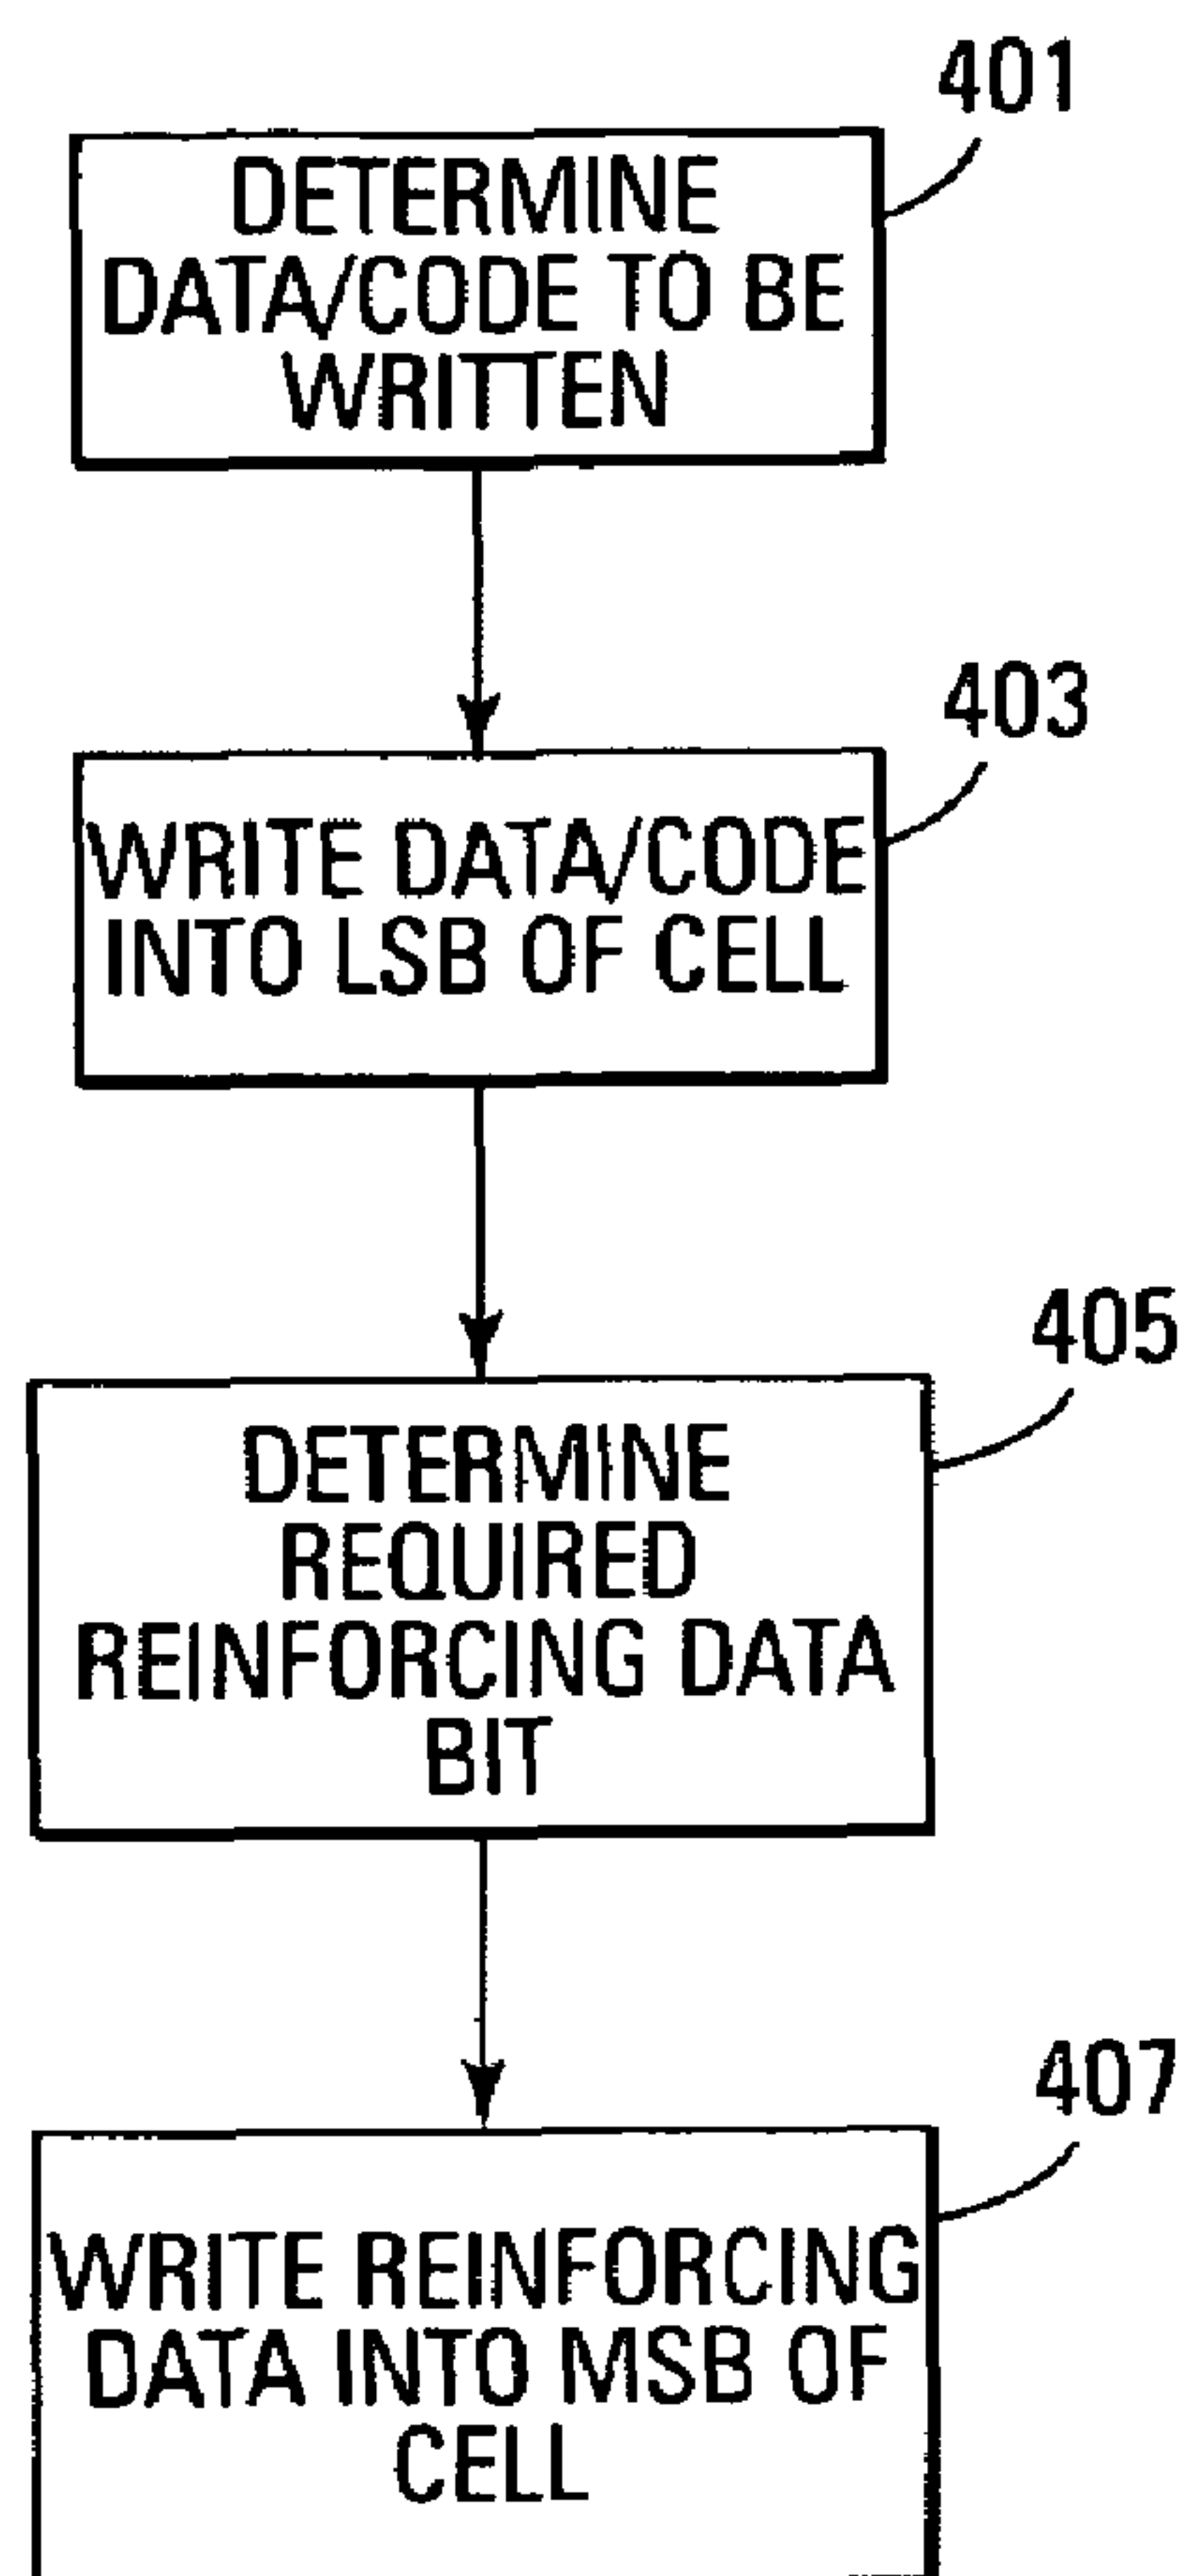 401
DETERMINE
DATA/CODE TO BE
WRITTEN
403
WRITE DATA/CODE
INTO LSB OF CELL
405
DETERMINE
REQUIRED
REINFORCING DATA
BIT
407
WRITE REINFORCING
DATA INTO MSB OF
CELL